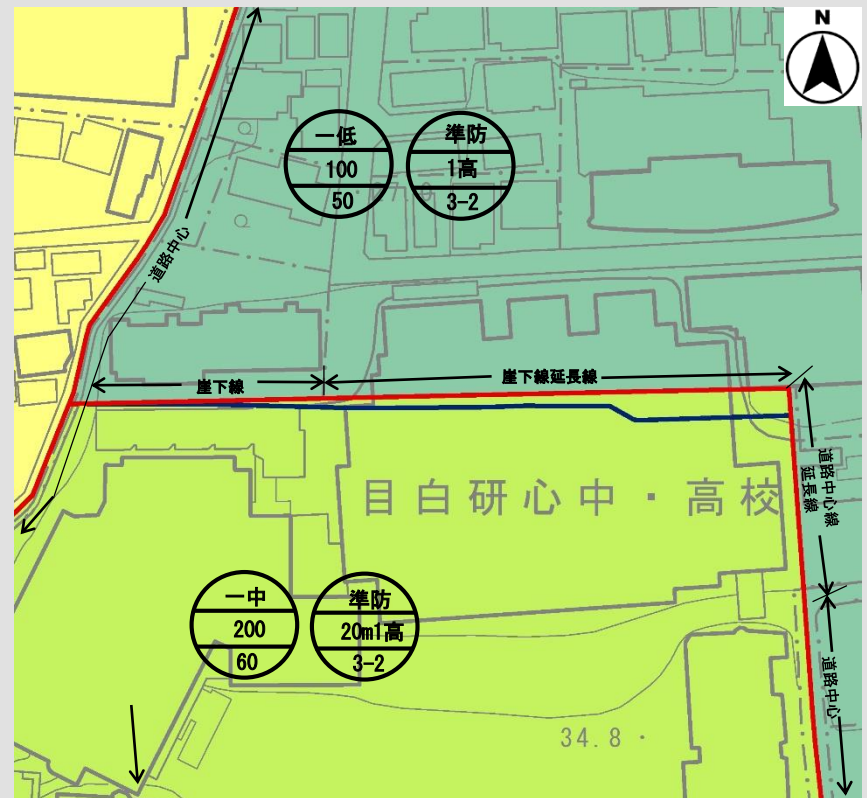 N
一低
100
50
準防
1高
3-2
道路中心
崖下線
崖下線延長線
目白研心中・高校
道路中心線
延長線
一中
200
60
準防
20m1高
3-2
道路中心
34.8・